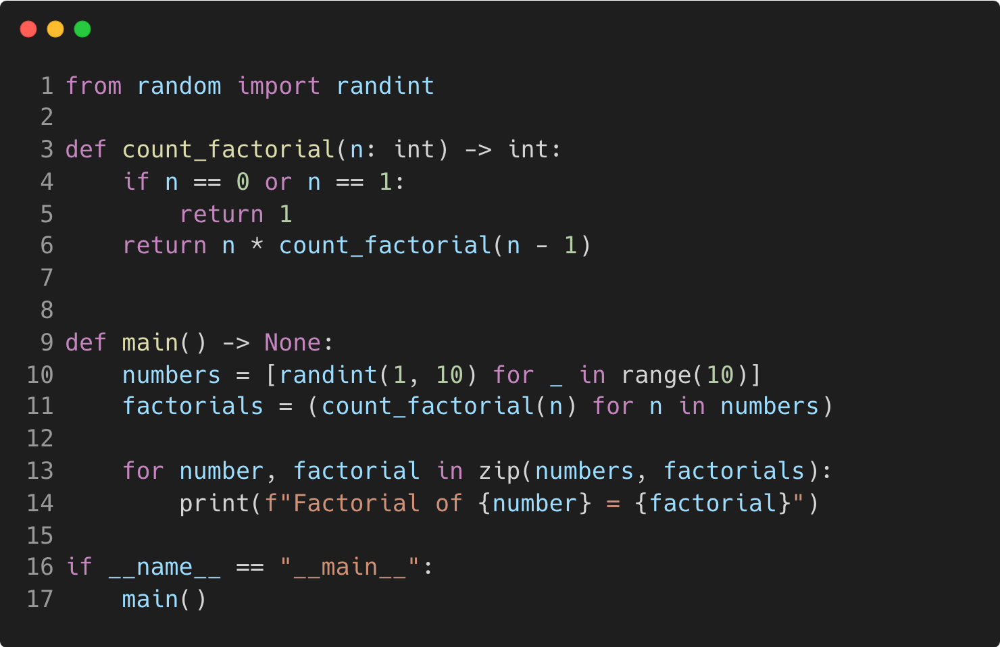 1 from random import randint
2
3 def count_factorial(n: int) -> int:
4     if n == 0 or n == 1:
5         return 1
6     return n * count_factorial(n - 1)
7
8
9 def main() -> None:
10     numbers = [randint(1, 10) for _ in range(10)]
11     factorials = (count_factorial(n) for n in numbers)
12
13     for number, factorial in zip(numbers, factorials):
14         print(f"Factorial of {number} = {factorial}")
15
16 if __name__ == "__main__":
17     main()